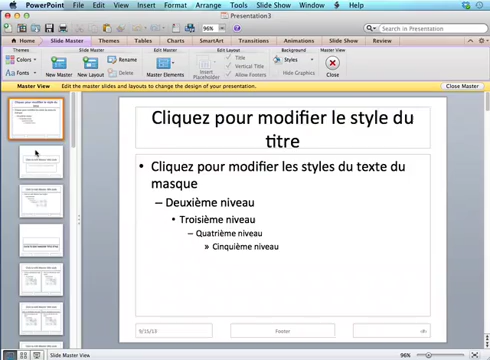 PowerPoint File Edit View Insert Format Arrange Tools Slide Show Window Help
Presentation3
96% Search in Presentation
Home Slide Master Themes Tables Charts SmartArt Transitions Animations Slide Show Review
Themes Slide Master Edit Master Edit Layout Background Master View
Colors Rename Title Styles
Delete Vertical Title
Aa Fonts New Master New Layout Master Elements Insert Placeholder Allow Footers Close
Master View Edit the master slides and layouts to change the design of your presentation. Close Master
Cliquez pour modifier le style du
titre
• Cliquez pour modifier les styles du texte du
masque
– Deuxième niveau
• Troisième niveau
– Quatrième niveau
» Cinquième niveau
9/15/13 Footer ‹#›
Slide Master View 96%